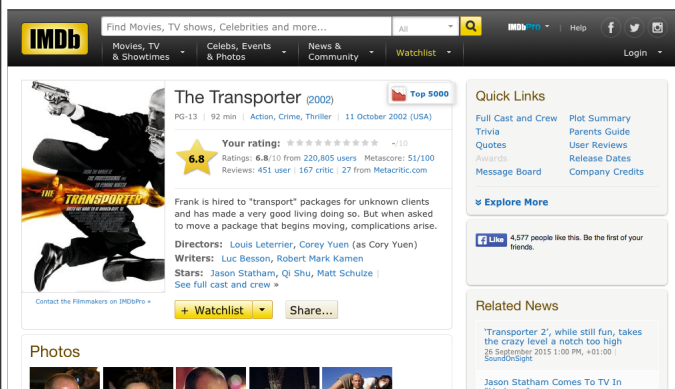 IMDb
Find Movies, TV shows, Celebrities and more...
All
IMDbPro
Help
Movies, TV
& Showtimes
Celebs, Events
& Photos
News &
Community
Watchlist
Login
THE TRANSPORTER
Contact the Filmmakers on IMDbPro »
The Transporter (2002)
Top 5000
PG-13 | 92 min | Action, Crime, Thriller | 11 October 2002 (USA)
6.8
Your rating: -/10
Ratings: 6.8/10 from 220,805 users Metascore: 51/100
Reviews: 451 user | 167 critic | 27 from Metacritic.com
Frank is hired to "transport" packages for unknown clients
and has made a very good living doing so. But when asked
to move a package that begins moving, complications arise.
Directors: Louis Leterrier, Corey Yuen (as Cory Yuen)
Writers: Luc Besson, Robert Mark Kamen
Stars: Jason Statham, Qi Shu, Matt Schulze |
See full cast and crew »
+ Watchlist
Share...
Photos
Quick Links
Full Cast and Crew
Plot Summary
Trivia
Parents Guide
Quotes
User Reviews
Awards
Release Dates
Message Board
Company Credits
Explore More
f Like
4,577 people like this. Be the first of your
friends.
Related News
'Transporter 2', while still fun, takes
the crazy level a notch too high
26 September 2015 1:00 PM, +01:00 |
SoundOnSight
Jason Statham Comes To TV In